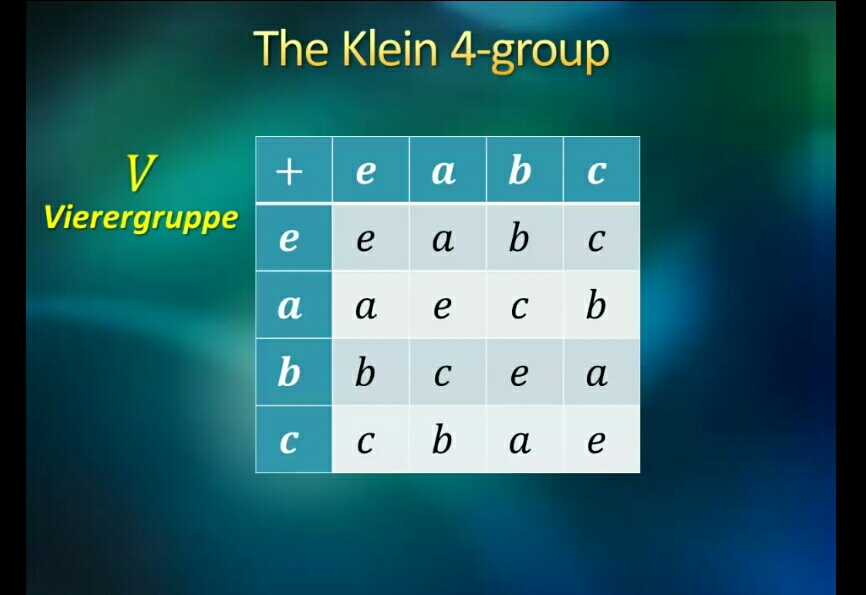 The Klein 4-group
V
Vierergruppe
+ e a b c
e e a b c
a a e c b
b b c e a
c c b a e